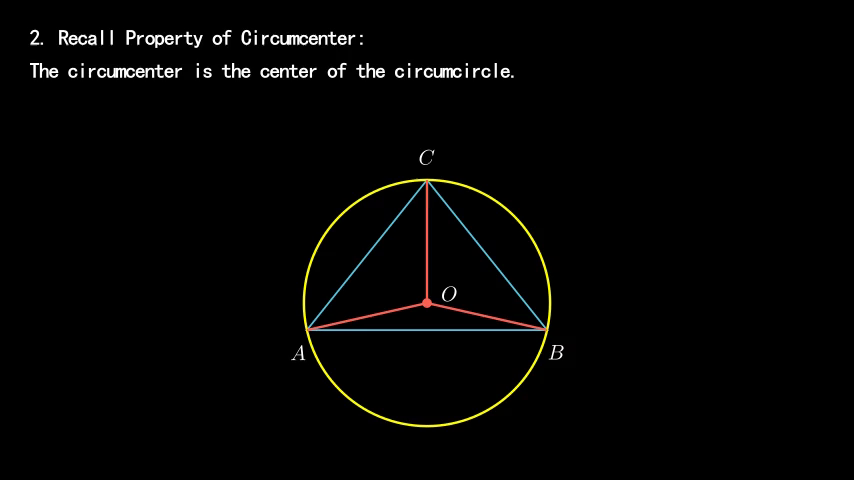 2. Recall Property of Circumcenter:
The circumcenter is the center of the circumcircle.
C
O
A
B